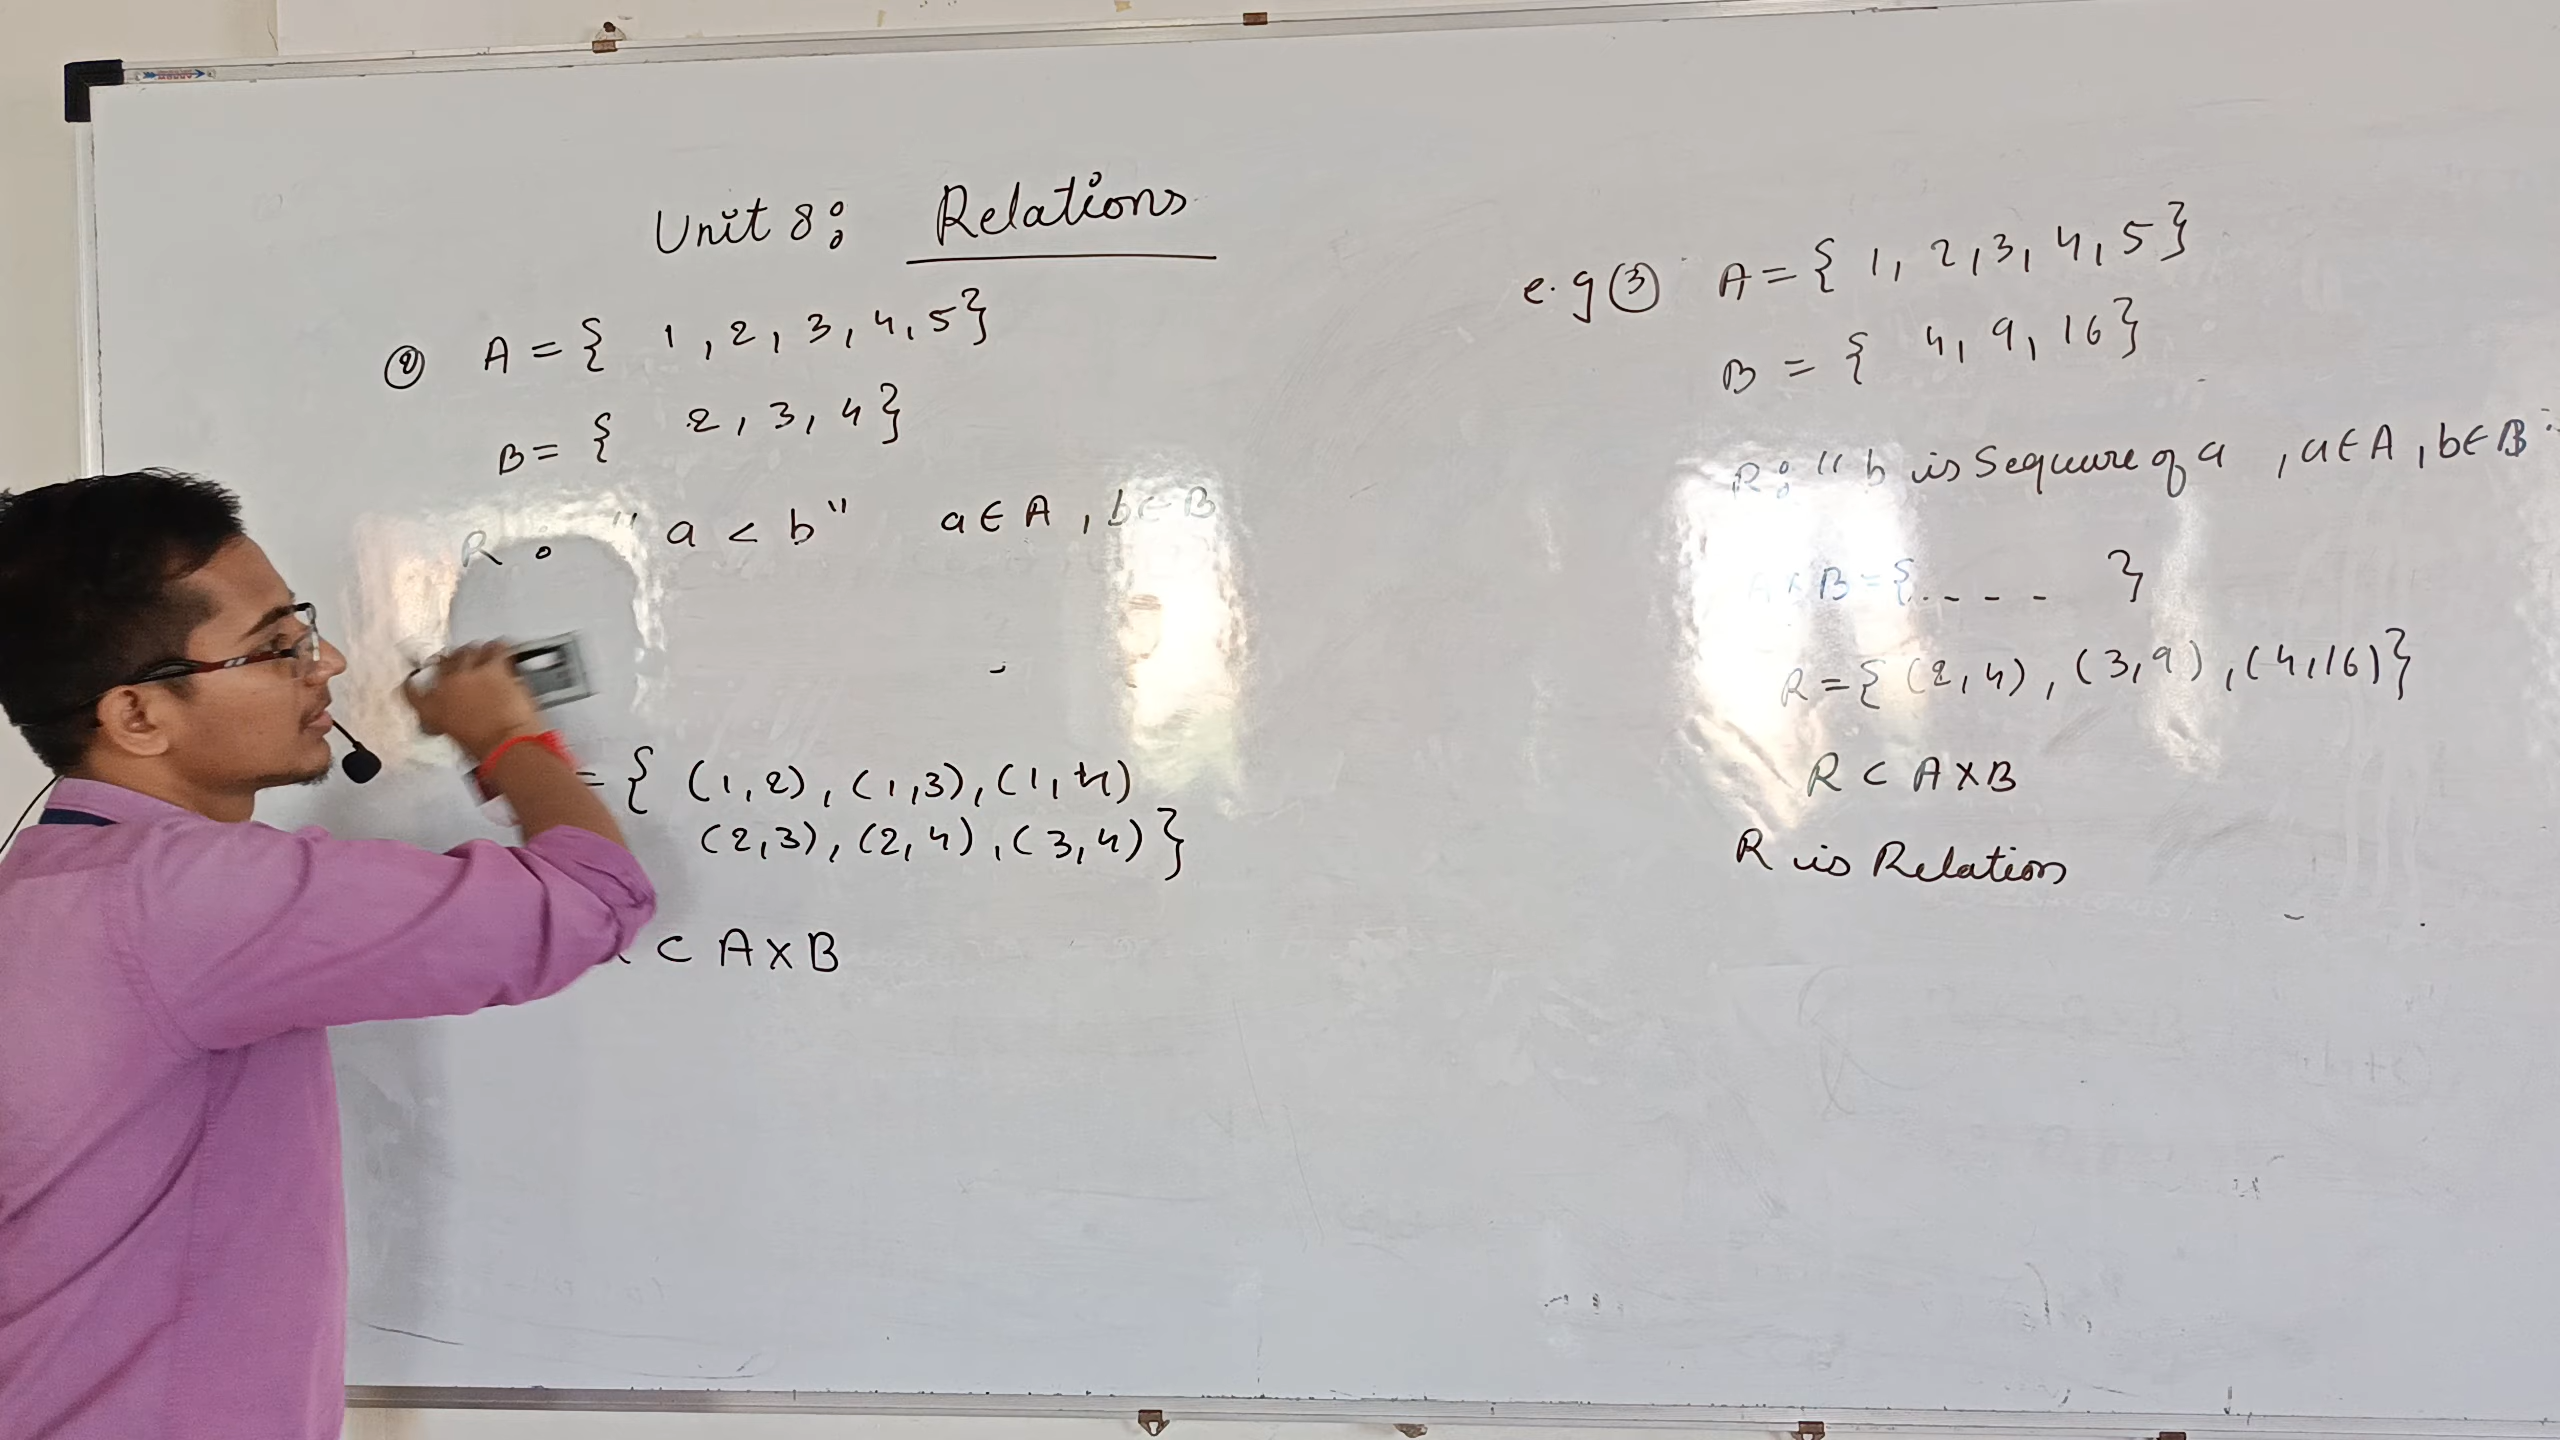 Unit 8: Relations
② A = { 1, 2, 3, 4, 5}
B = { 2, 3, 4}
R : " a < b" a ∈ A, b ∈ B
= { (1,2), (1,3), (1,4)
(2,3), (2,4), (3,4)}
⊂ A X B
e.g ③ A = { 1, 2, 3, 4, 5}
B = { 4, 9, 16}
R: " b is Sequure of a , a ∈ A, b ∈ B
A X B = {. - - - }
R = { (2,4), (3,9), (4,16)}
R ⊂ A X B
R is Relation